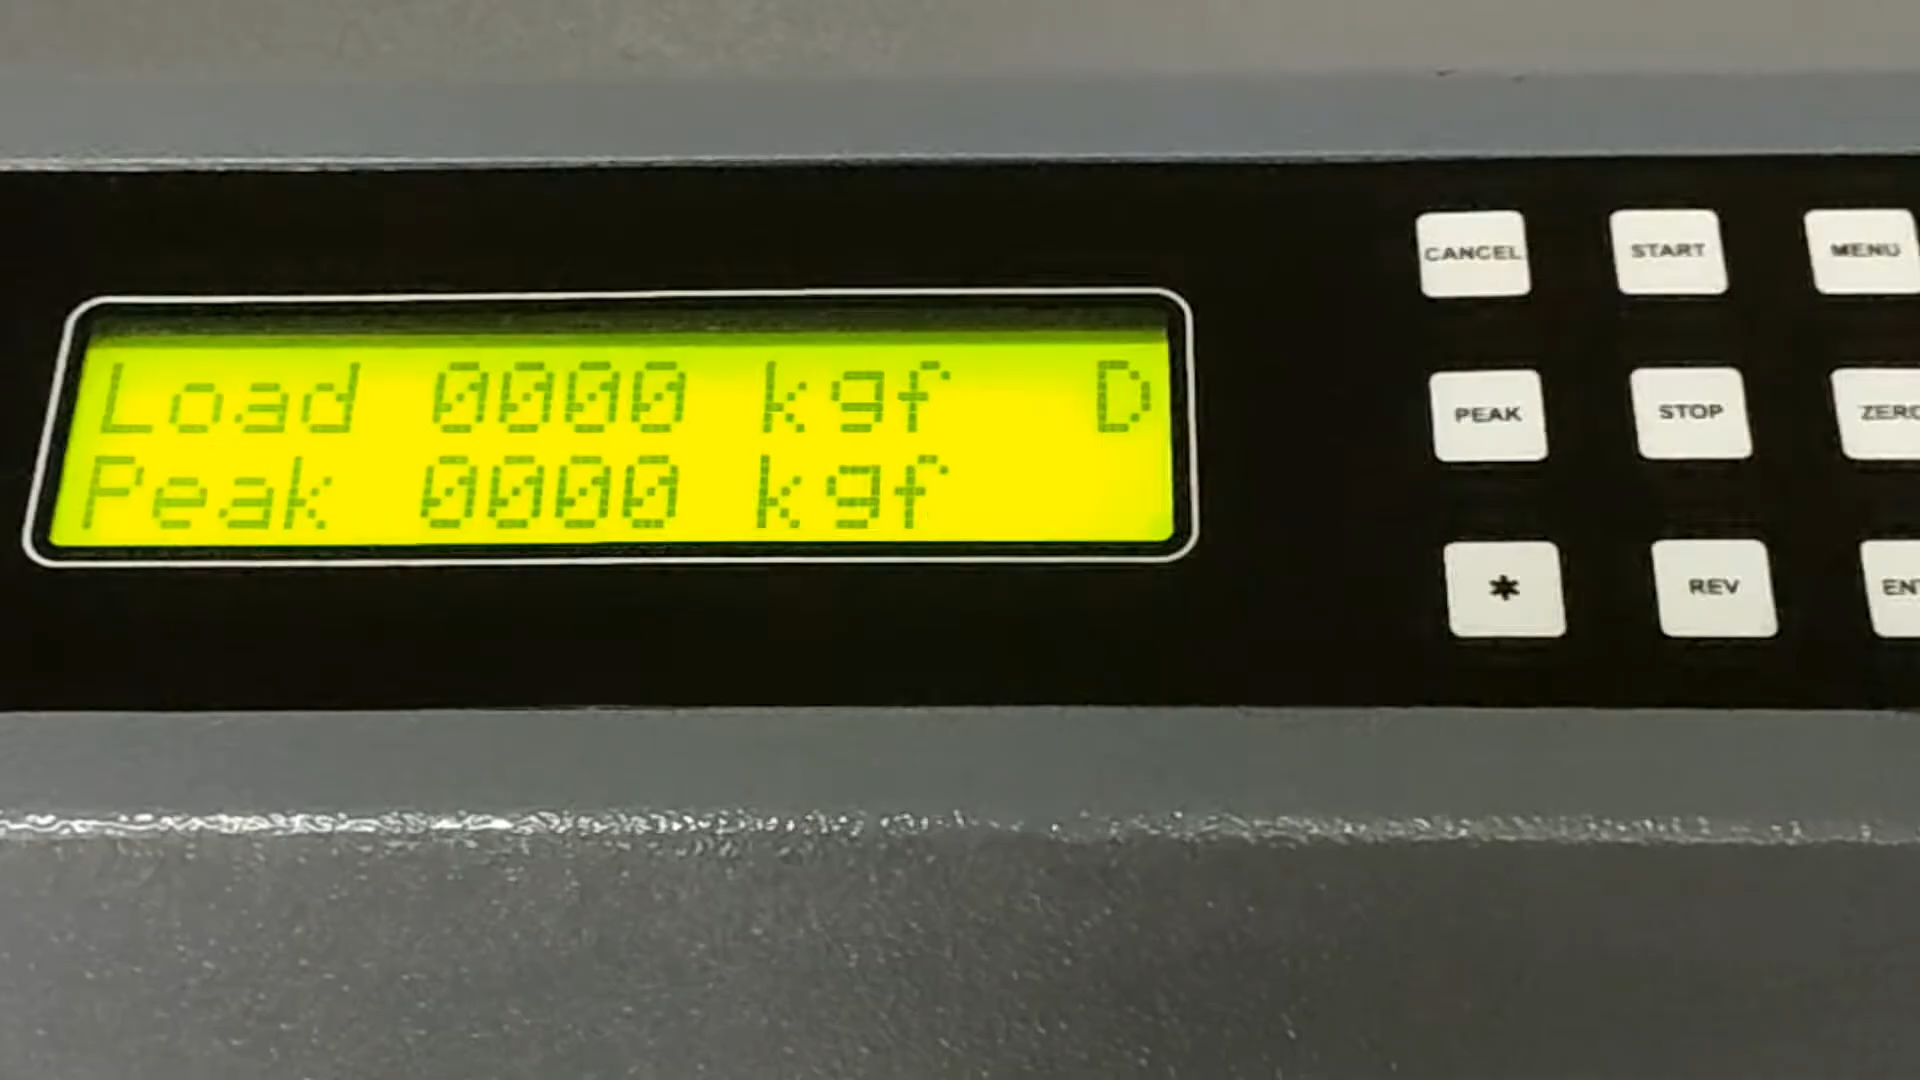 Load 0000 kgf D
Peak 0000 kgf
CANCEL START MENU
PEAK STOP ZERO
* REV ENT